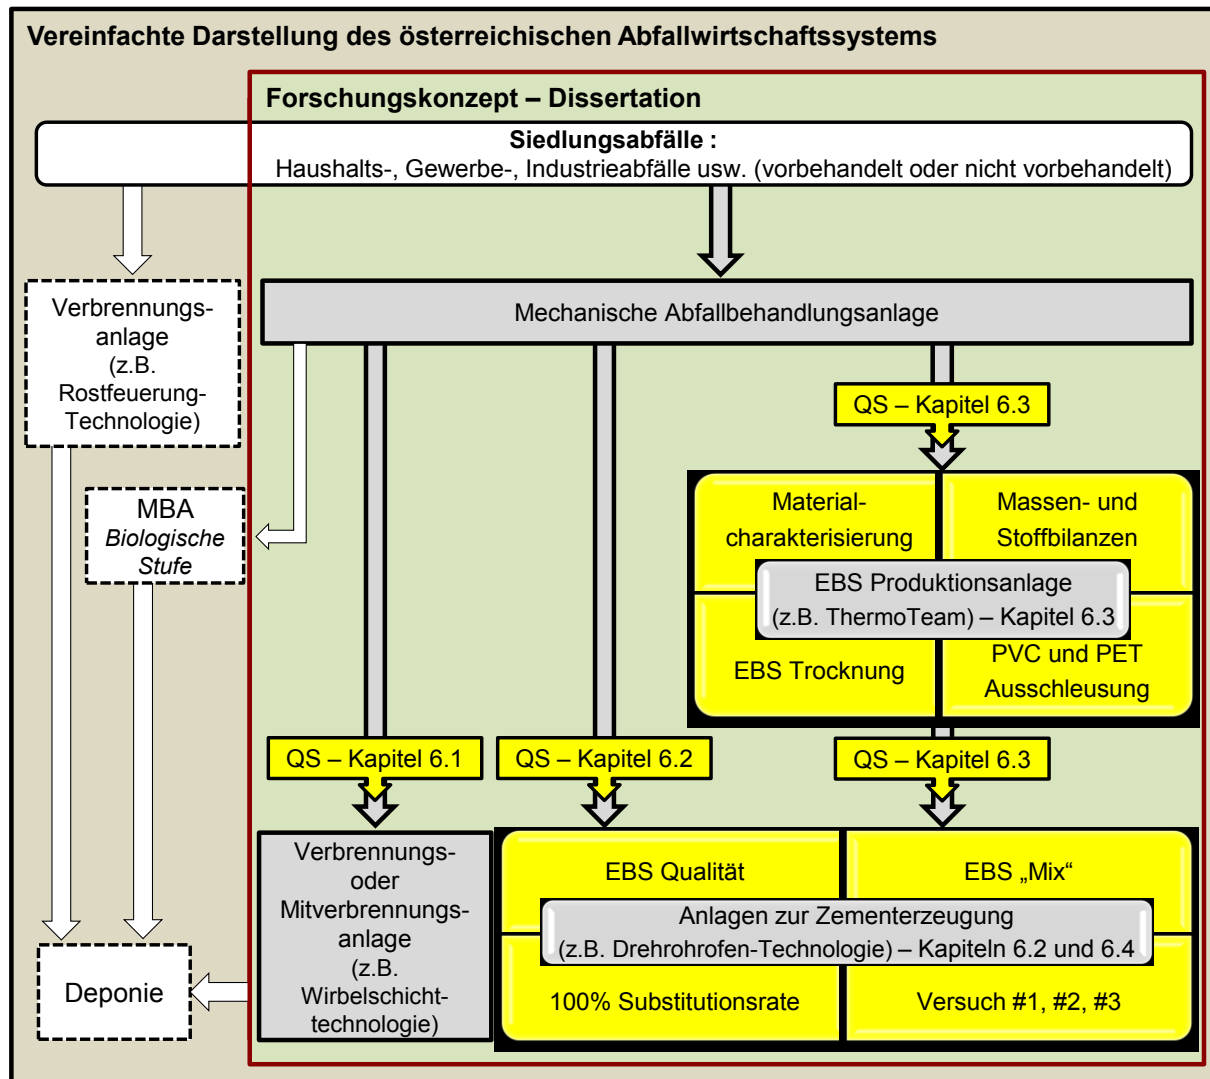 Vereinfachte Darstellung des österreichischen Abfallwirtschaftssystems
Forschungskonzept – Dissertation
Siedlungsabfälle :
Haushalts-, Gewerbe-, Industrieabfälle usw. (vorbehandelt oder nicht vorbehandelt)
Verbrennungs-
anlage
(z.B.
Rostfeuerung-
Technologie)
Mechanische Abfallbehandlungsanlage
QS – Kapitel 6.3
MBA
Biologische
Stufe
Material-
charakterisierung
Massen- und
Stoffbilanzen
EBS Produktionsanlage
(z.B. ThermoTeam) – Kapitel 6.3
EBS Trocknung
PVC und PET
Ausschleusung
QS – Kapitel 6.1
QS – Kapitel 6.2
QS – Kapitel 6.3
Verbrennungs-
oder
Mitverbrennungs-
anlage
(z.B.
Wirbelschicht-
technologie)
EBS Qualität
EBS „Mix“
Anlagen zur Zementerzeugung
(z.B. Drehrohrofen-Technologie) – Kapiteln 6.2 und 6.4
100% Substitutionsrate
Versuch #1, #2, #3
Deponie